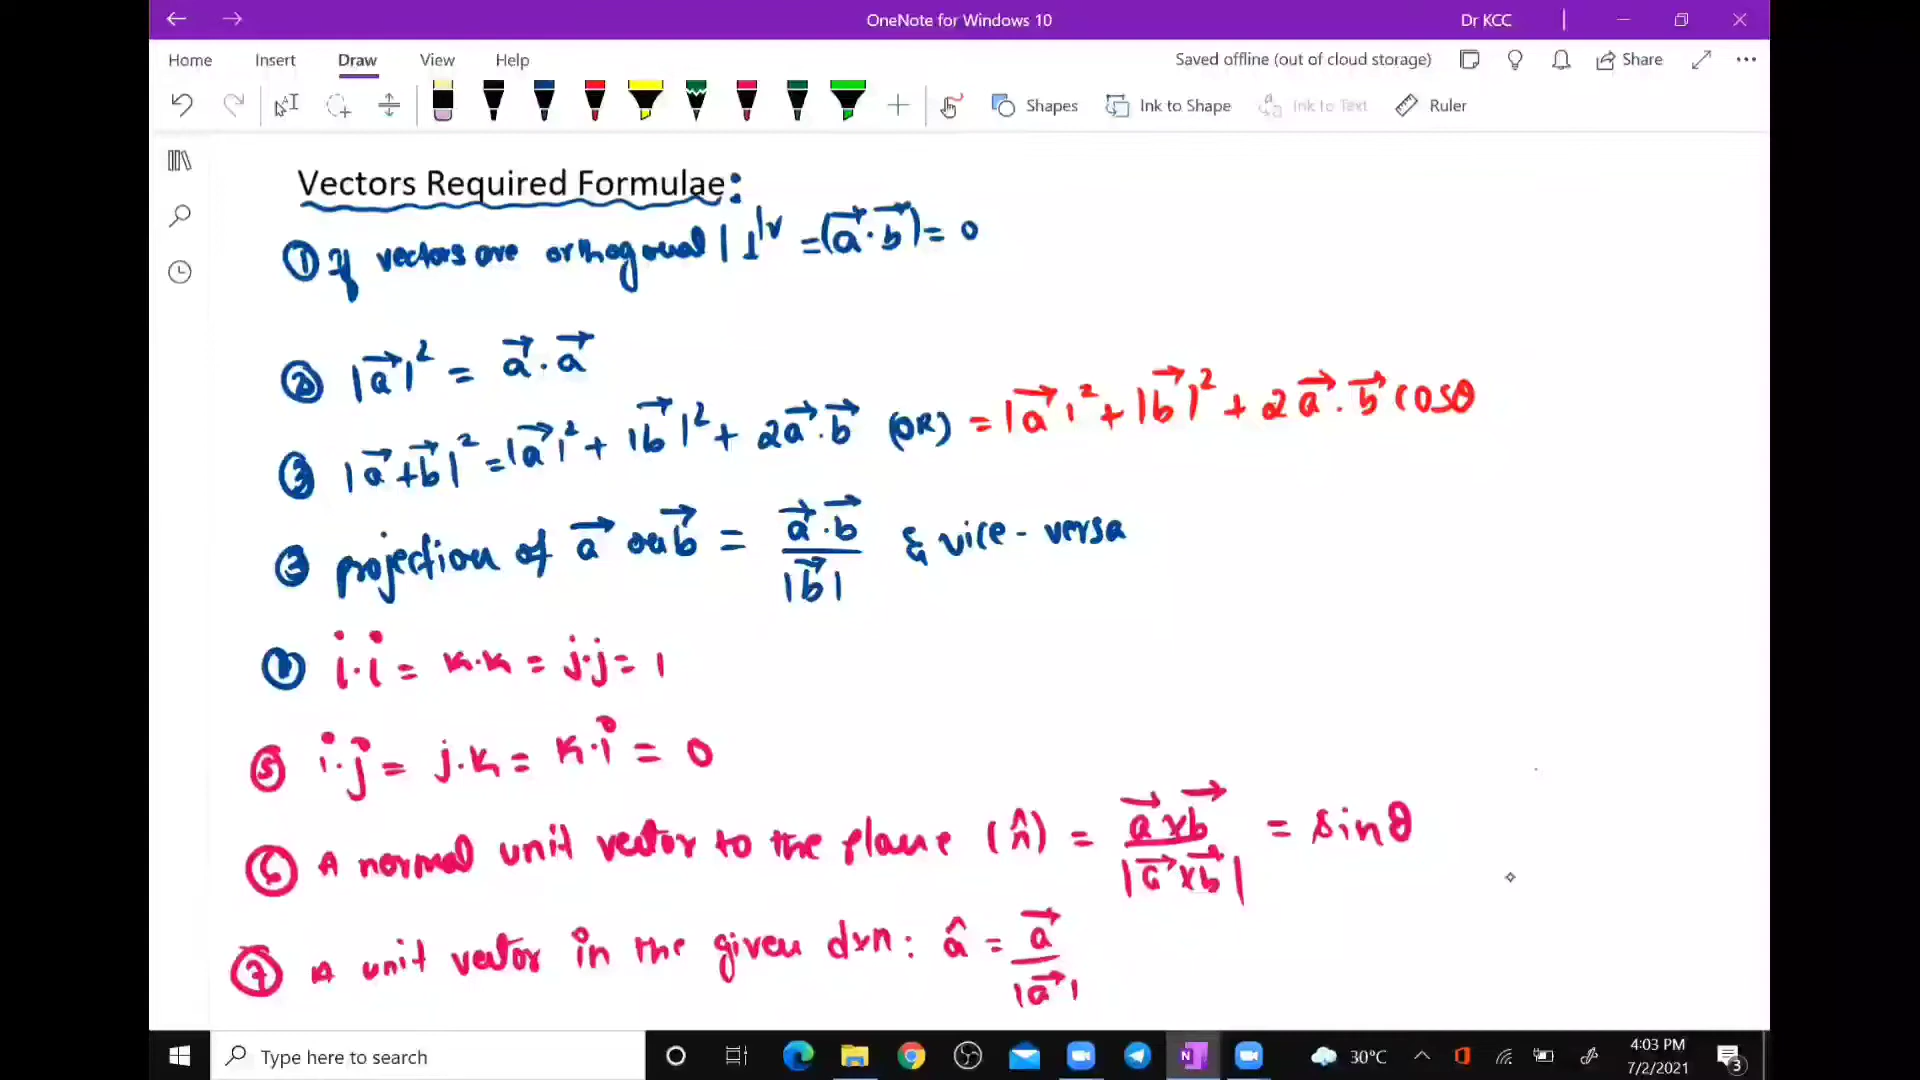 OneNote for Windows 10
Dr KCC
Home Insert Draw View Help
Saved offline (out of cloud storage)
Share
Shapes Ink to Shape Ink to Text Ruler
Vectors Required Formulae:
① If vectors are orthogonal | ⊥lr = (a⃗·b⃗) = 0
② |a⃗|² = a⃗·a⃗
③ |a⃗+b⃗|² = |a⃗|² + |b⃗|² + 2a⃗·b⃗ (OR) = |a⃗|² + |b⃗|² + 2a⃗·b⃗ cosθ
③ projection of a⃗ on b⃗ = a⃗·b⃗ / |b⃗| & vice-versa
i·i = k·k = j·j = 1
⑤ i·j = j·k = k·i = 0
⑥ A normal unit vector to the plane (n̂) = a⃗×b⃗ / |a⃗×b⃗| = sinθ
⑦ A unit vector in the given dxn: â = a⃗ / |a⃗|
Type here to search
30°C
4:03 PM
7/2/2021
3